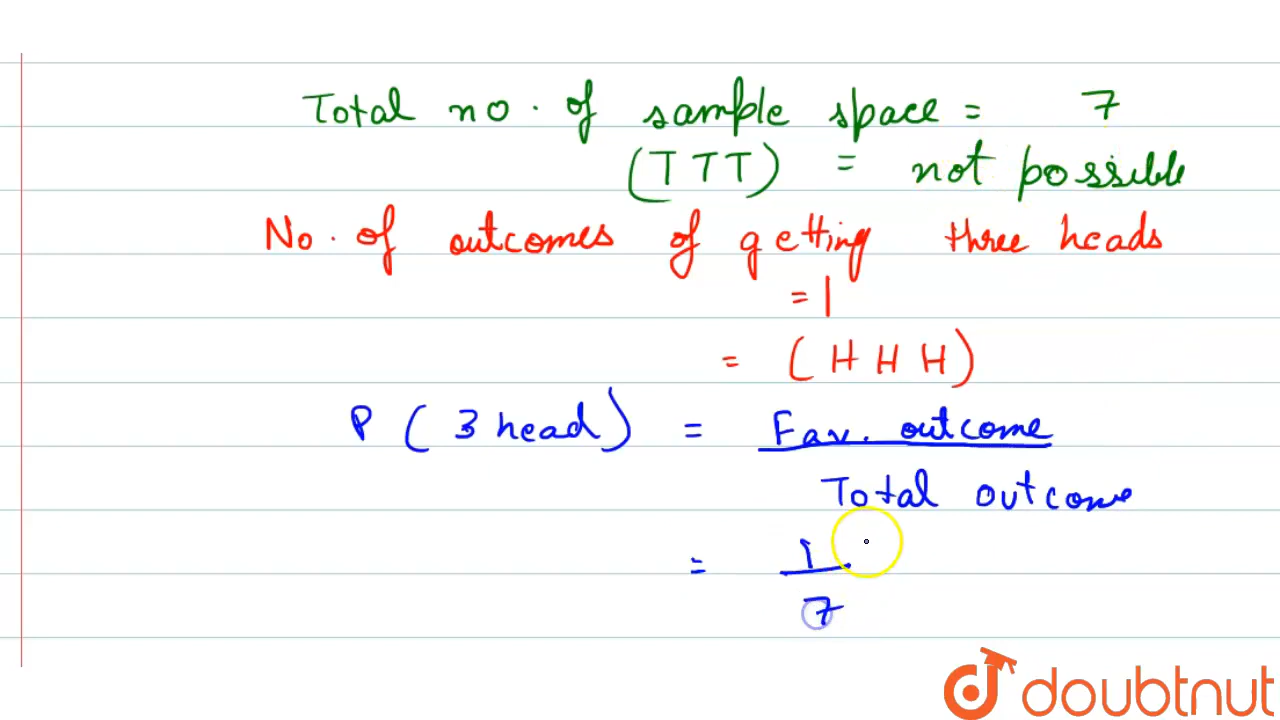 Total no. of sample space = 7
(TTT) = not possible
No. of outcomes of getting three heads
= 1
= (H H H)
P (3 head) = Fav. outcome
Total outcome
= 1
7
doubtnut